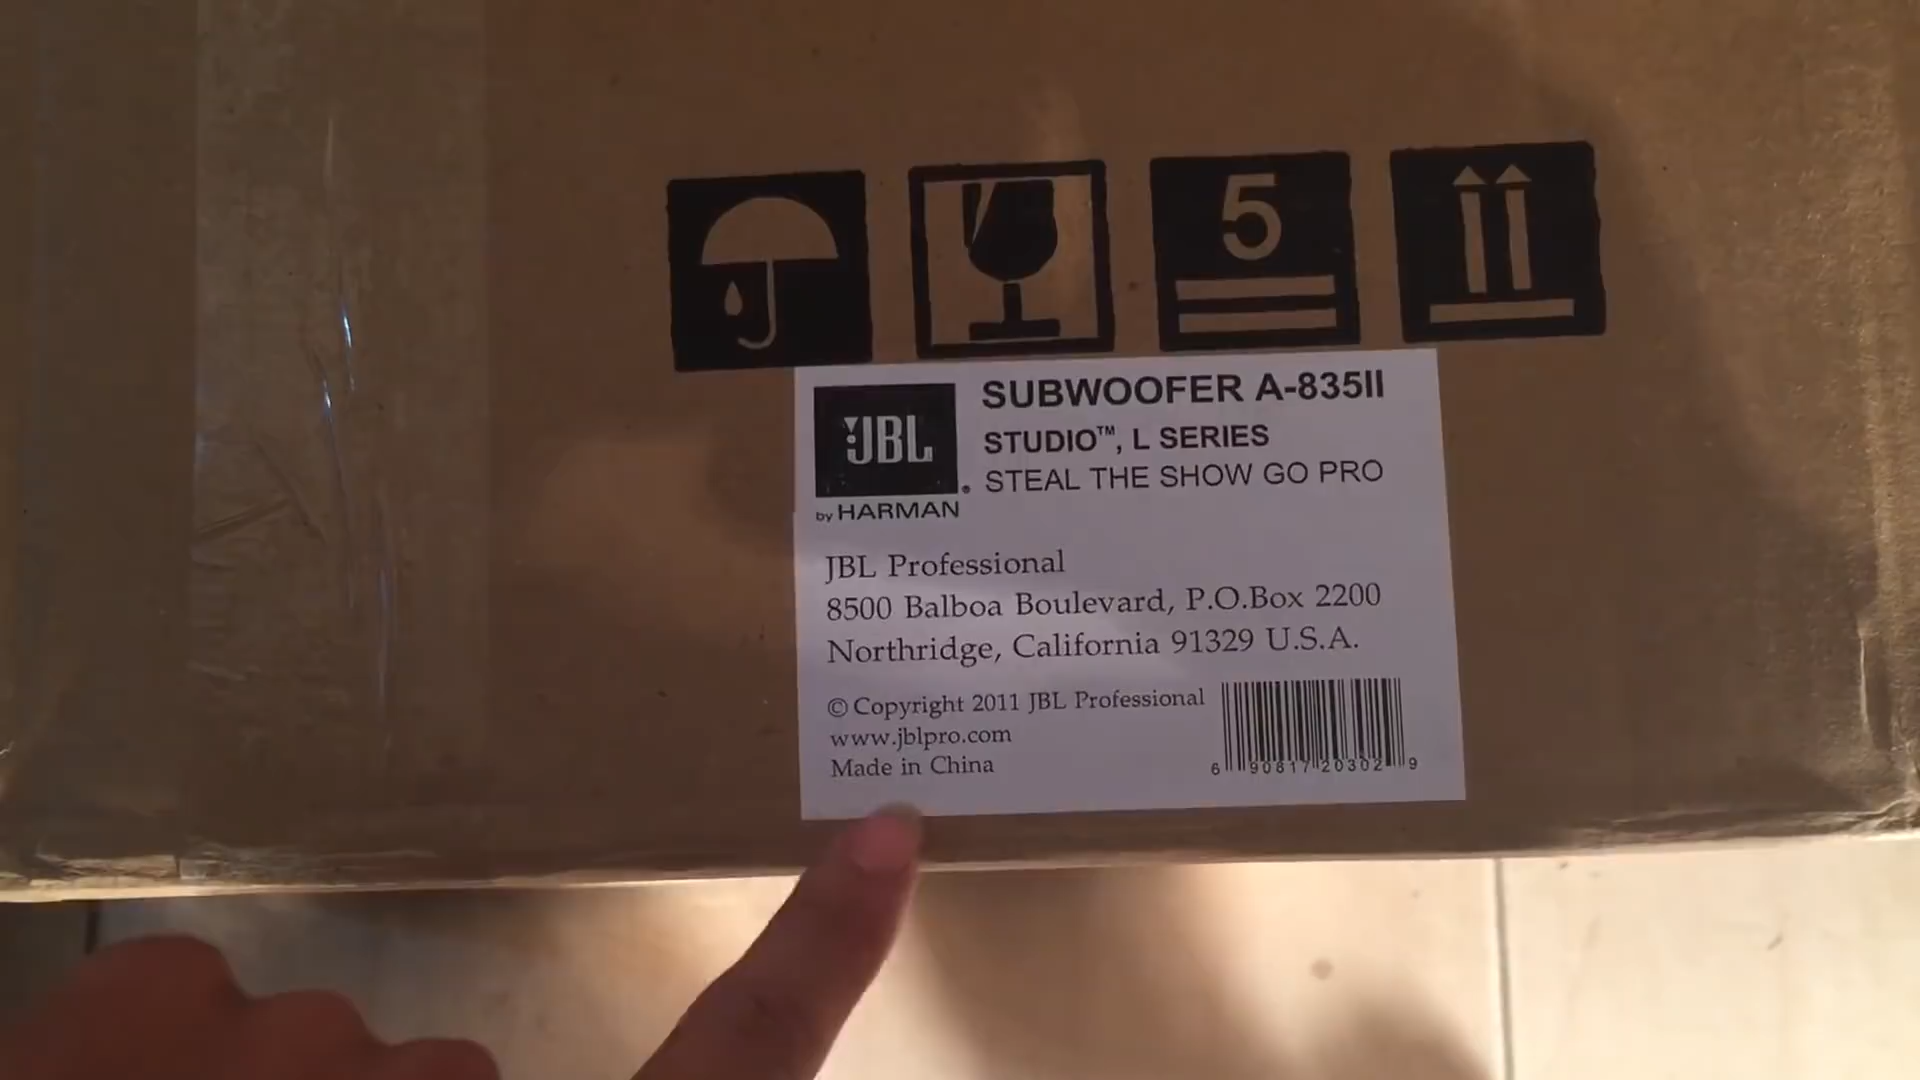 5
JBL
by HARMAN
SUBWOOFER A-835II
STUDIO™, L SERIES
STEAL THE SHOW GO PRO
JBL Professional
8500 Balboa Boulevard, P.O.Box 2200
Northridge, California 91329 U.S.A.
© Copyright 2011 JBL Professional
www.jblpro.com
Made in China
6 90817 20302 9